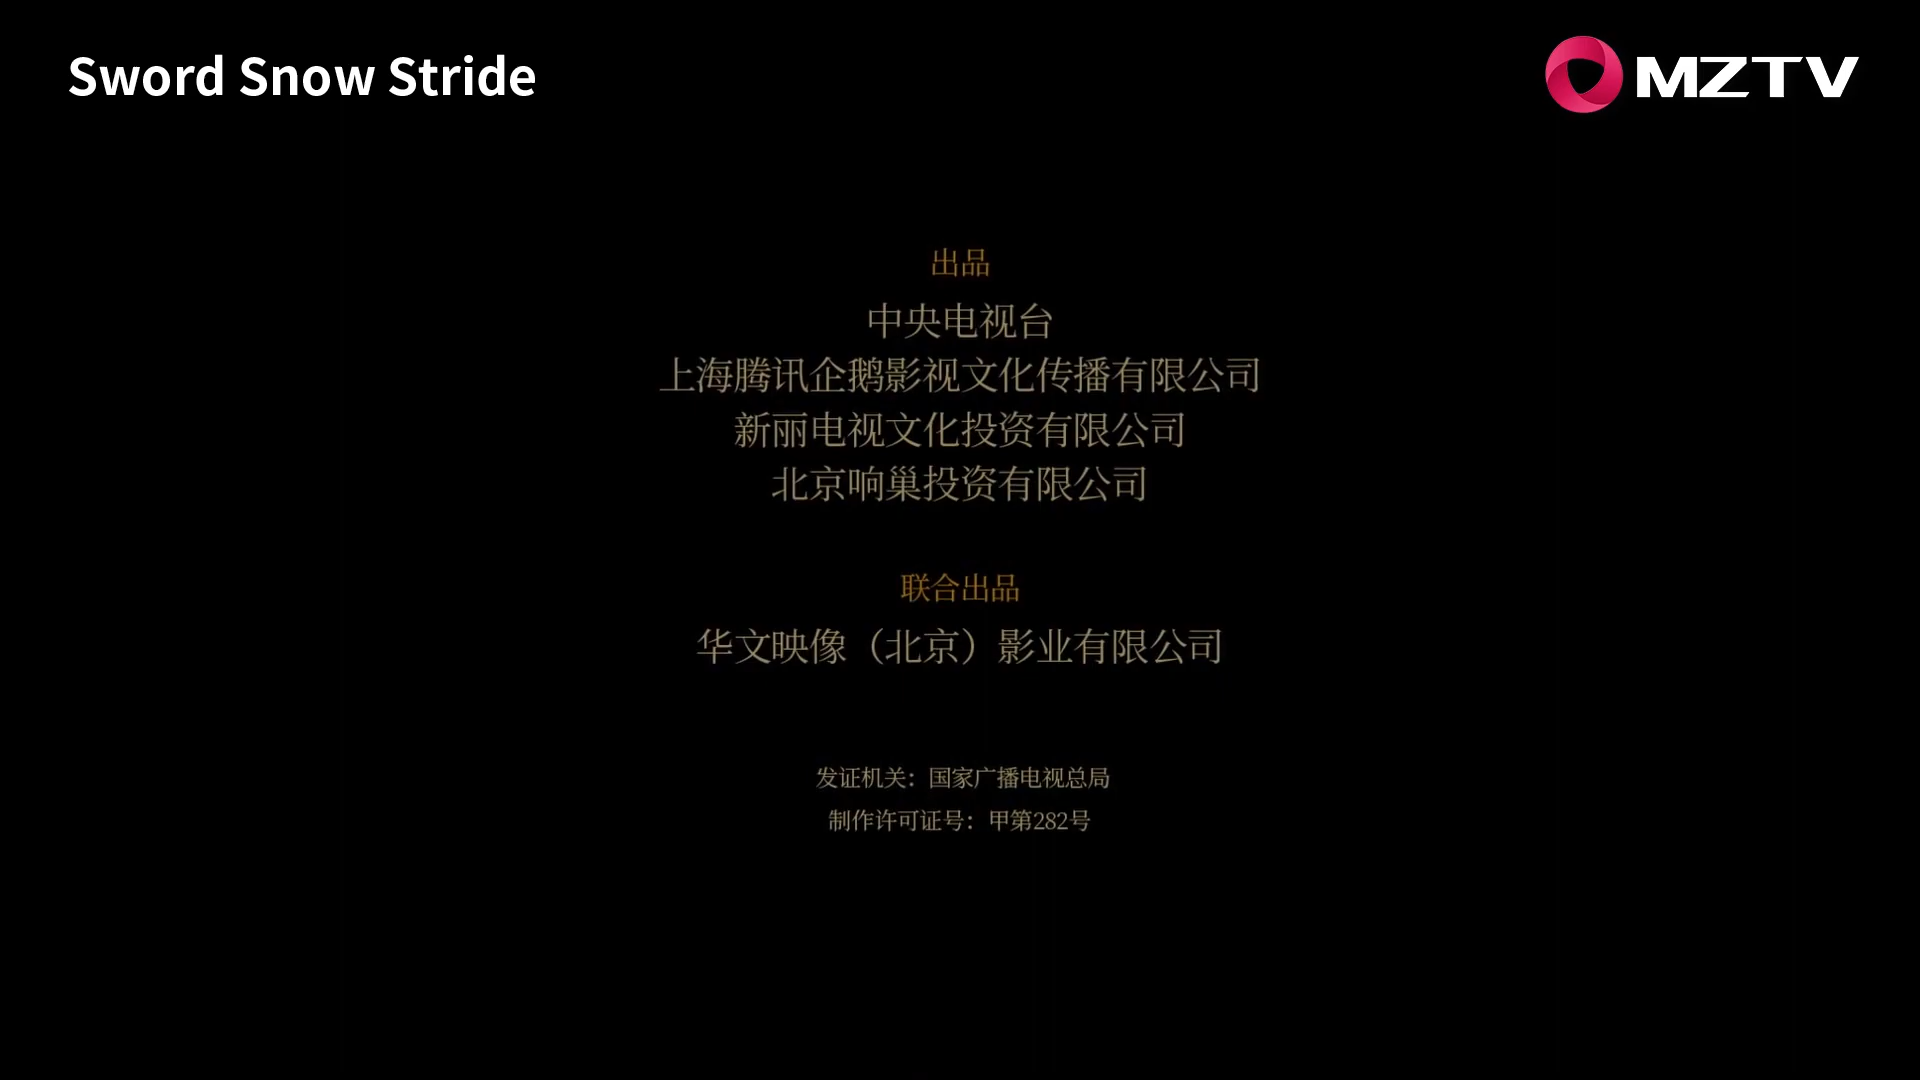 Sword Snow Stride
MZTV
出品
中央电视台
上海腾讯企鹅影视文化传播有限公司
新丽电视文化投资有限公司
北京响巢投资有限公司
联合出品
华文映像（北京）影业有限公司
发证机关：国家广播电视总局
制作许可证号：甲第282号